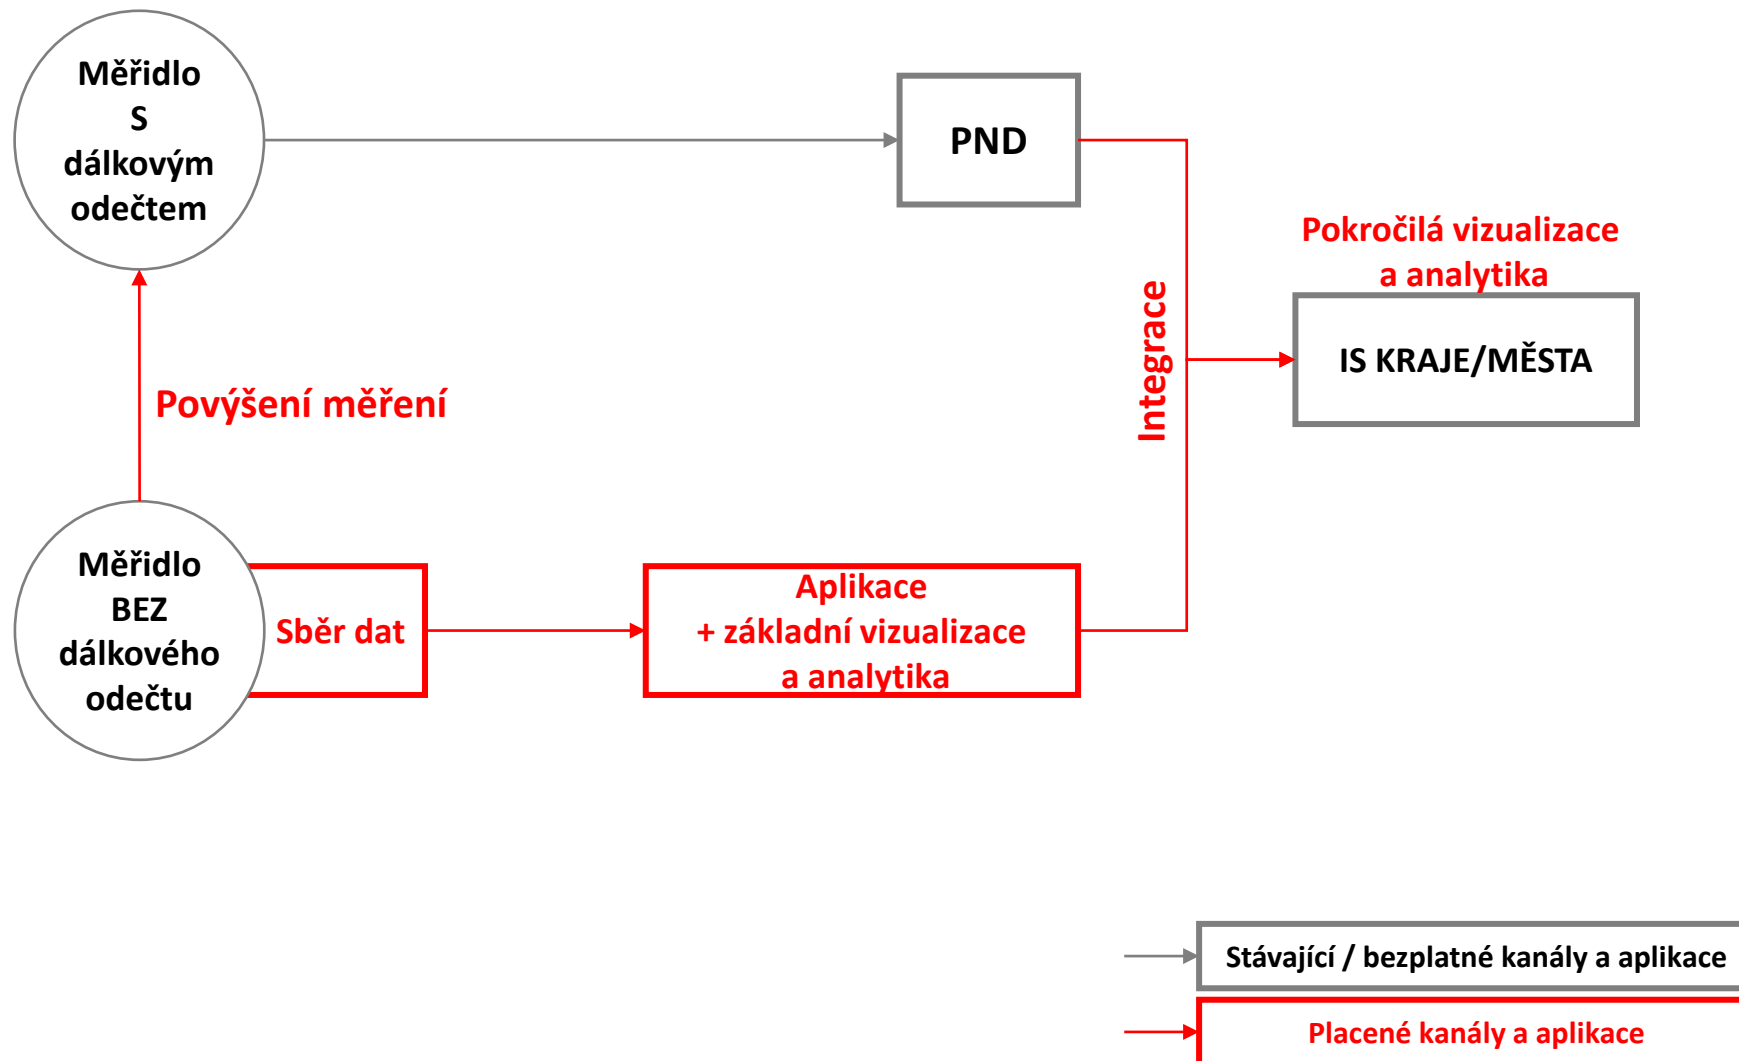 Měřidlo
S
dálkovým
odečtem
PND
Pokročilá vizualizace
a analytika
IS KRAJE/MĚSTA
Integrace
Povýšení měření
Měřidlo
BEZ
dálkového
odečtu
Sběr dat
Aplikace
+ základní vizualizace
a analytika
Stávající / bezplatné kanály a aplikace
Placené kanály a aplikace